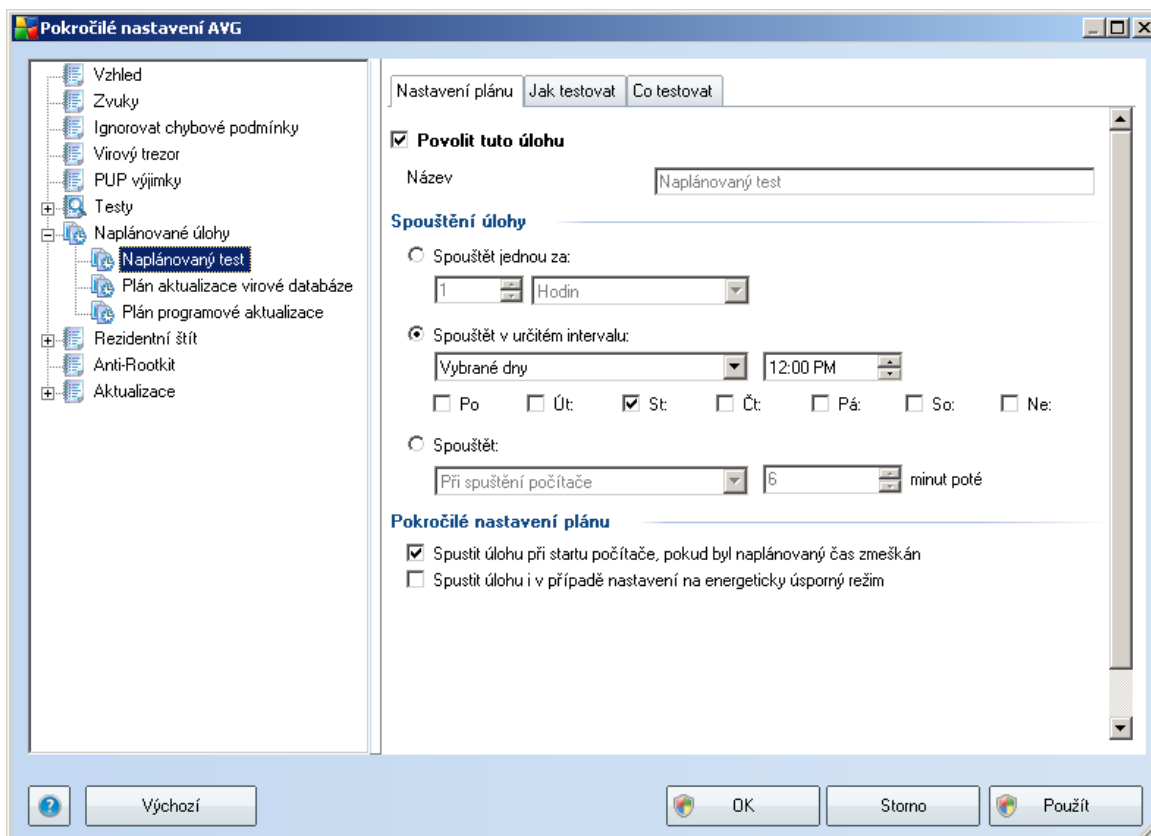 Pokročilé nastavení AVG
Vzhled
Zvuky
Ignorovat chybové podmínky
Virový trezor
PUP výjimky
Testy
Naplánované úlohy
Naplánovaný test
Plán aktualizace virové databáze
Plán programové aktualizace
Rezidentní štít
Anti-Rootkit
Aktualizace
Nastavení plánu Jak testovat Co testovat
Povolit tuto úlohu
Název Naplánovaný test
Spouštění úlohy
Spouštět jednou za:
1 Hodin
Spouštět v určitém intervalu:
Vybrané dny 12:00 PM
Po Út: St: Čt: Pá: So: Ne:
Spouštět:
Při spuštění počítače 6 minut poté
Pokročilé nastavení plánu
Spustit úlohu při startu počítače, pokud byl naplánovaný čas zmeškán
Spustit úlohu i v případě nastavení na energeticky úsporný režim
? Výchozí OK Storno Použít